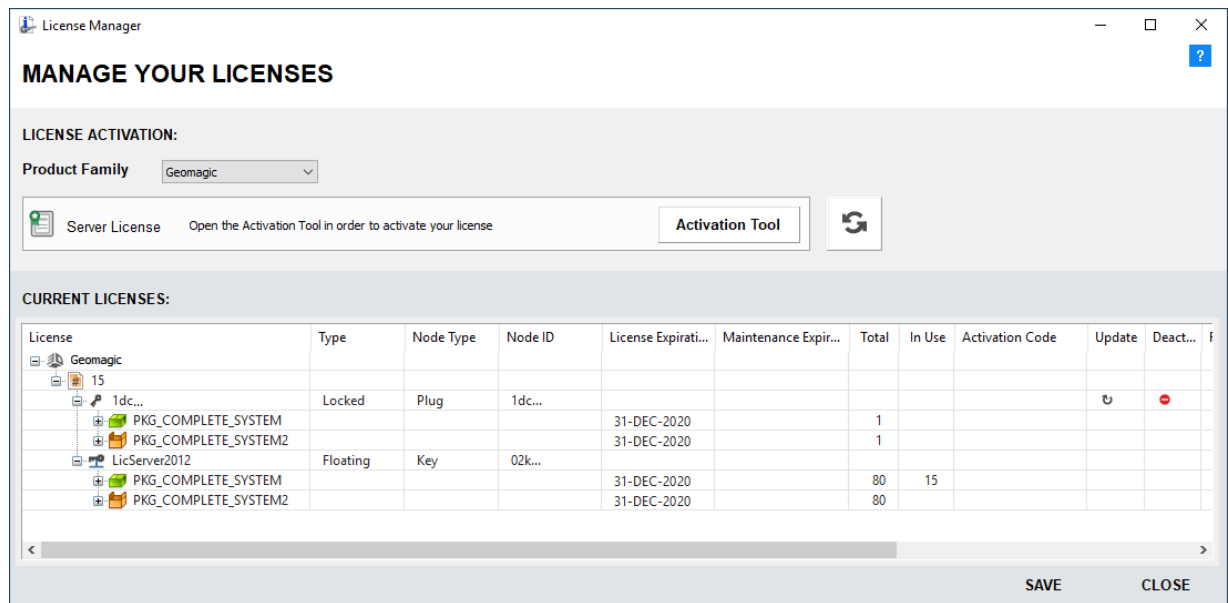 License Manager
MANAGE YOUR LICENSES
?
LICENSE ACTIVATION:
Product Family Geomagic
Server License Open the Activation Tool in order to activate your license Activation Tool
CURRENT LICENSES:
License Type Node Type Node ID License Expirati... Maintenance Expir... Total In Use Activation Code Update Deact...
Geomagic
15
1dc... Locked Plug 1dc...
PKG_COMPLETE_SYSTEM 31-DEC-2020 1
PKG_COMPLETE_SYSTEM2 31-DEC-2020 1
LicServer2012 Floating Key 02k...
PKG_COMPLETE_SYSTEM 31-DEC-2020 80 15
PKG_COMPLETE_SYSTEM2 31-DEC-2020 80
SAVE CLOSE